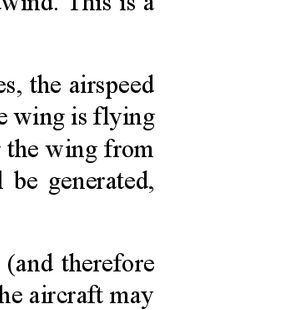 wind. This is a
es, the airspeed
e wing is flying
the wing from
be generated,
(and therefore
he aircraft may